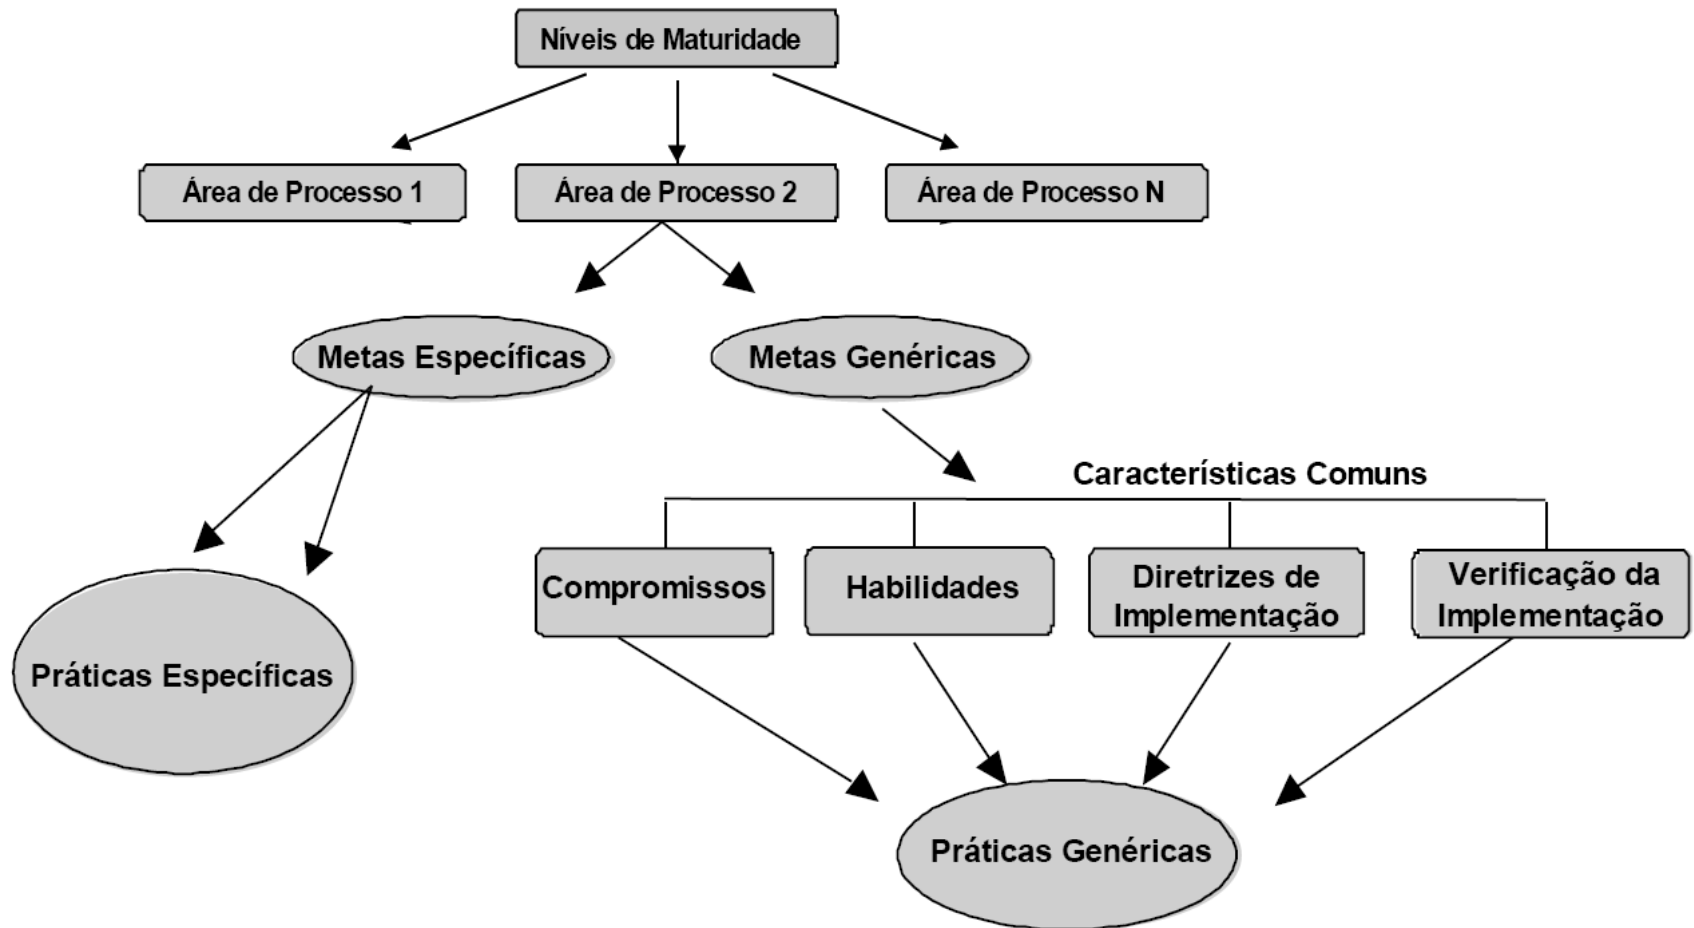 Níveis de Maturidade
Área de Processo 1
Área de Processo 2
Área de Processo N
Metas Específicas
Metas Genéricas
Características Comuns
Compromissos
Habilidades
Diretrizes de
Implementação
Verificação da
Implementação
Práticas Específicas
Práticas Genéricas